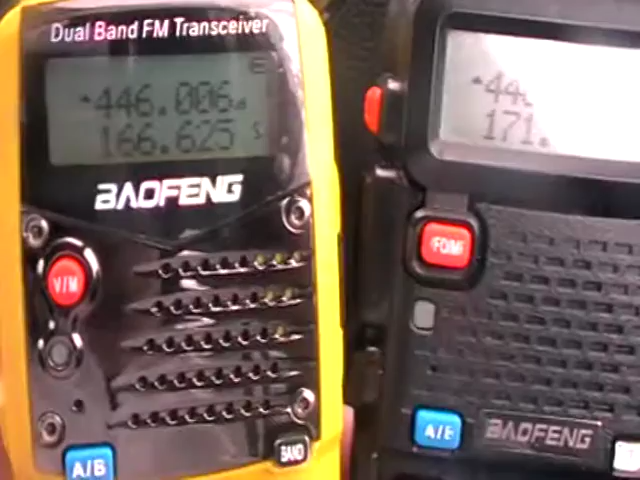 Dual Band FM Transceiver
446.006
166.625 S
BAOFENG
V/M
A/B
BAND
44
171.
A/B
BAOFENG